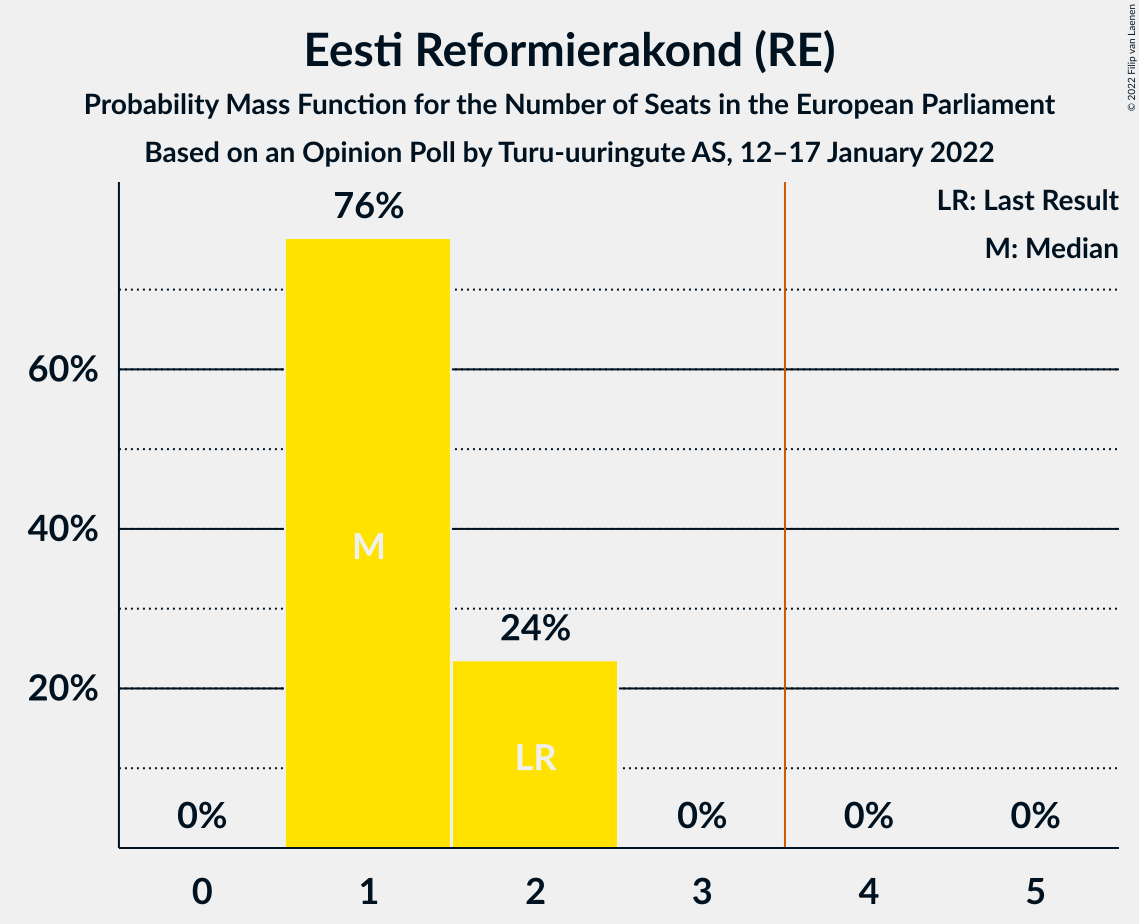 Eesti Reformierakond (RE)
Probability Mass Function for the Number of Seats in the European Parliament
Based on an Opinion Poll by Turu-uuringute AS, 12–17 January 2022
© 2022 Filip van Laenen
LR: Last Result
M: Median
76%
60%
40%
M
24%
20%
LR
0%
0%
0%
0%
0
1
2
3
4
5